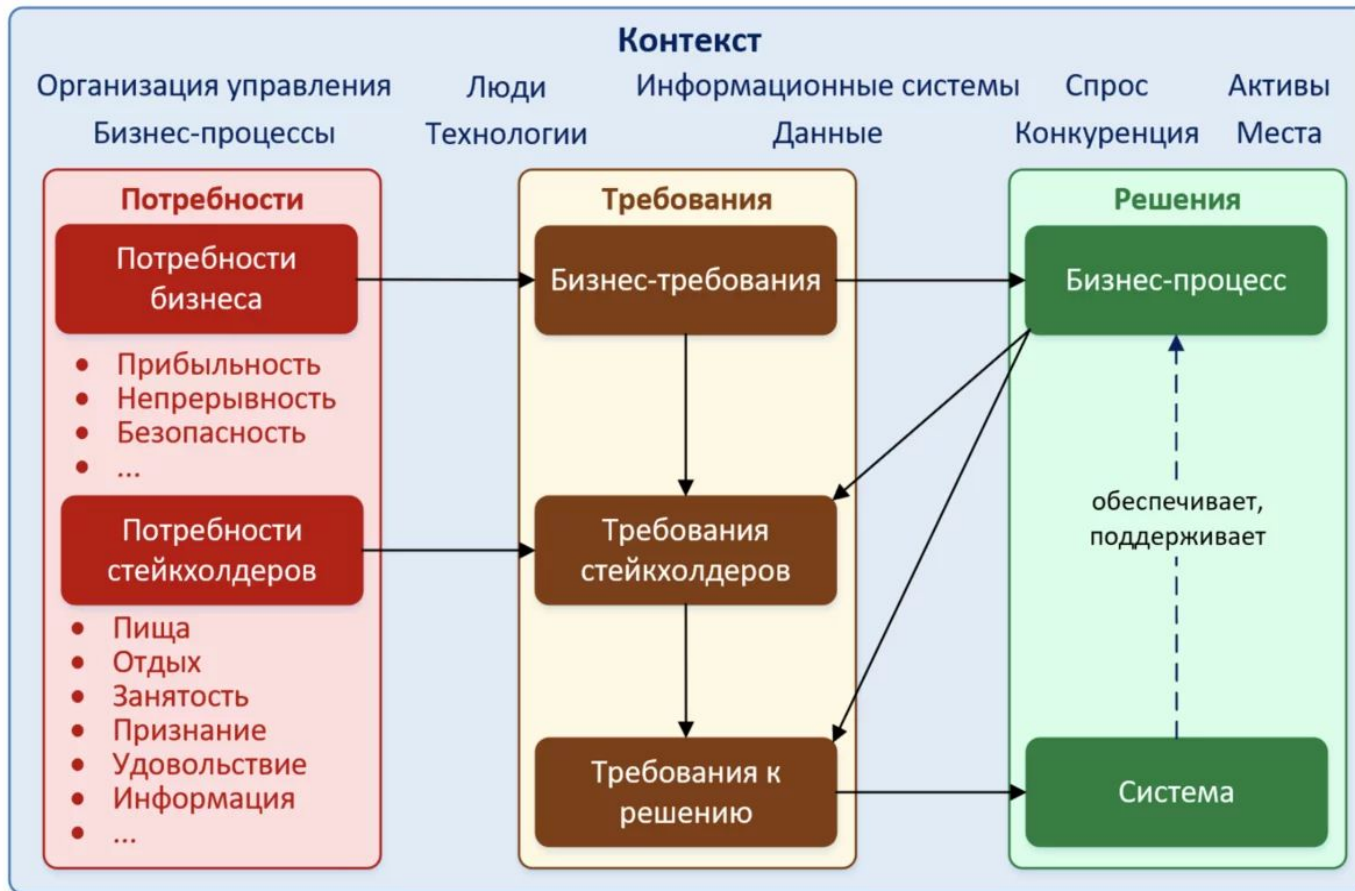 Контекст
Организация управления Люди Информационные системы Спрос Активы
Бизнес-процессы Технологии Данные Конкуренция Места
Потребности
Потребности
бизнеса
• Прибыльность
• Непрерывность
• Безопасность
• ...
Потребности
стейкхолдеров
• Пища
• Отдых
• Занятость
• Признание
• Удовольствие
• Информация
• ...
Требования
Бизнес-требования
Требования
стейкхолдеров
Требования к
решению
Решения
Бизнес-процесс
обеспечивает,
поддерживает
Система